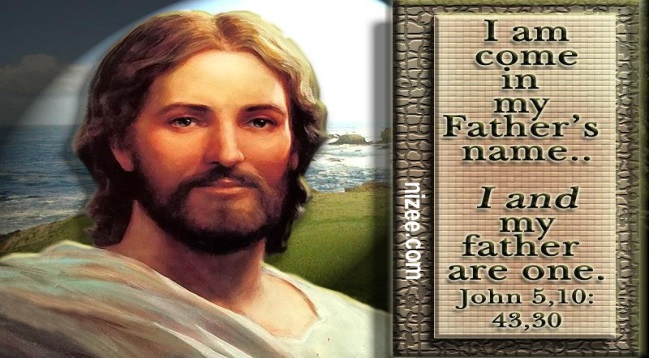 I am
come
in
my
Father's
name..
I and
my
father
are one.
John 5,10:
43,30
nizee.com